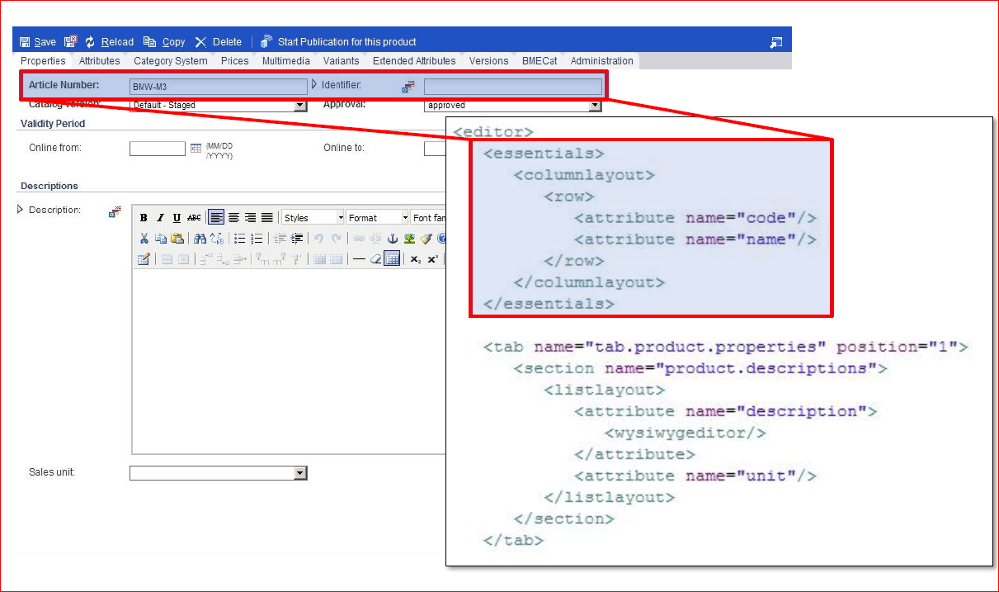 Save Reload Copy Delete Start Publication for this product
Properties Attributes Category System Prices Multimedia Variants Extended Attributes Versions BMECat Administration
Article Number: BMW-M3 Identifier:
Catalog version: Default - Staged Approval: approved
Validity Period
Online from: (MM/DD
/YYYY) Online to:
Descriptions
Description:
B I U ABC Styles Format Font fam
Sales unit:
<editor>
<essentials>
<columnlayout>
<row>
<attribute name="code"/>
<attribute name="name"/>
</row>
</columnlayout>
</essentials>
<tab name="tab.product.properties" position="1">
<section name="product.descriptions">
<listlayout>
<attribute name="description">
<wysiwygeditor/>
</attribute>
<attribute name="unit"/>
</listlayout>
</section>
</tab>